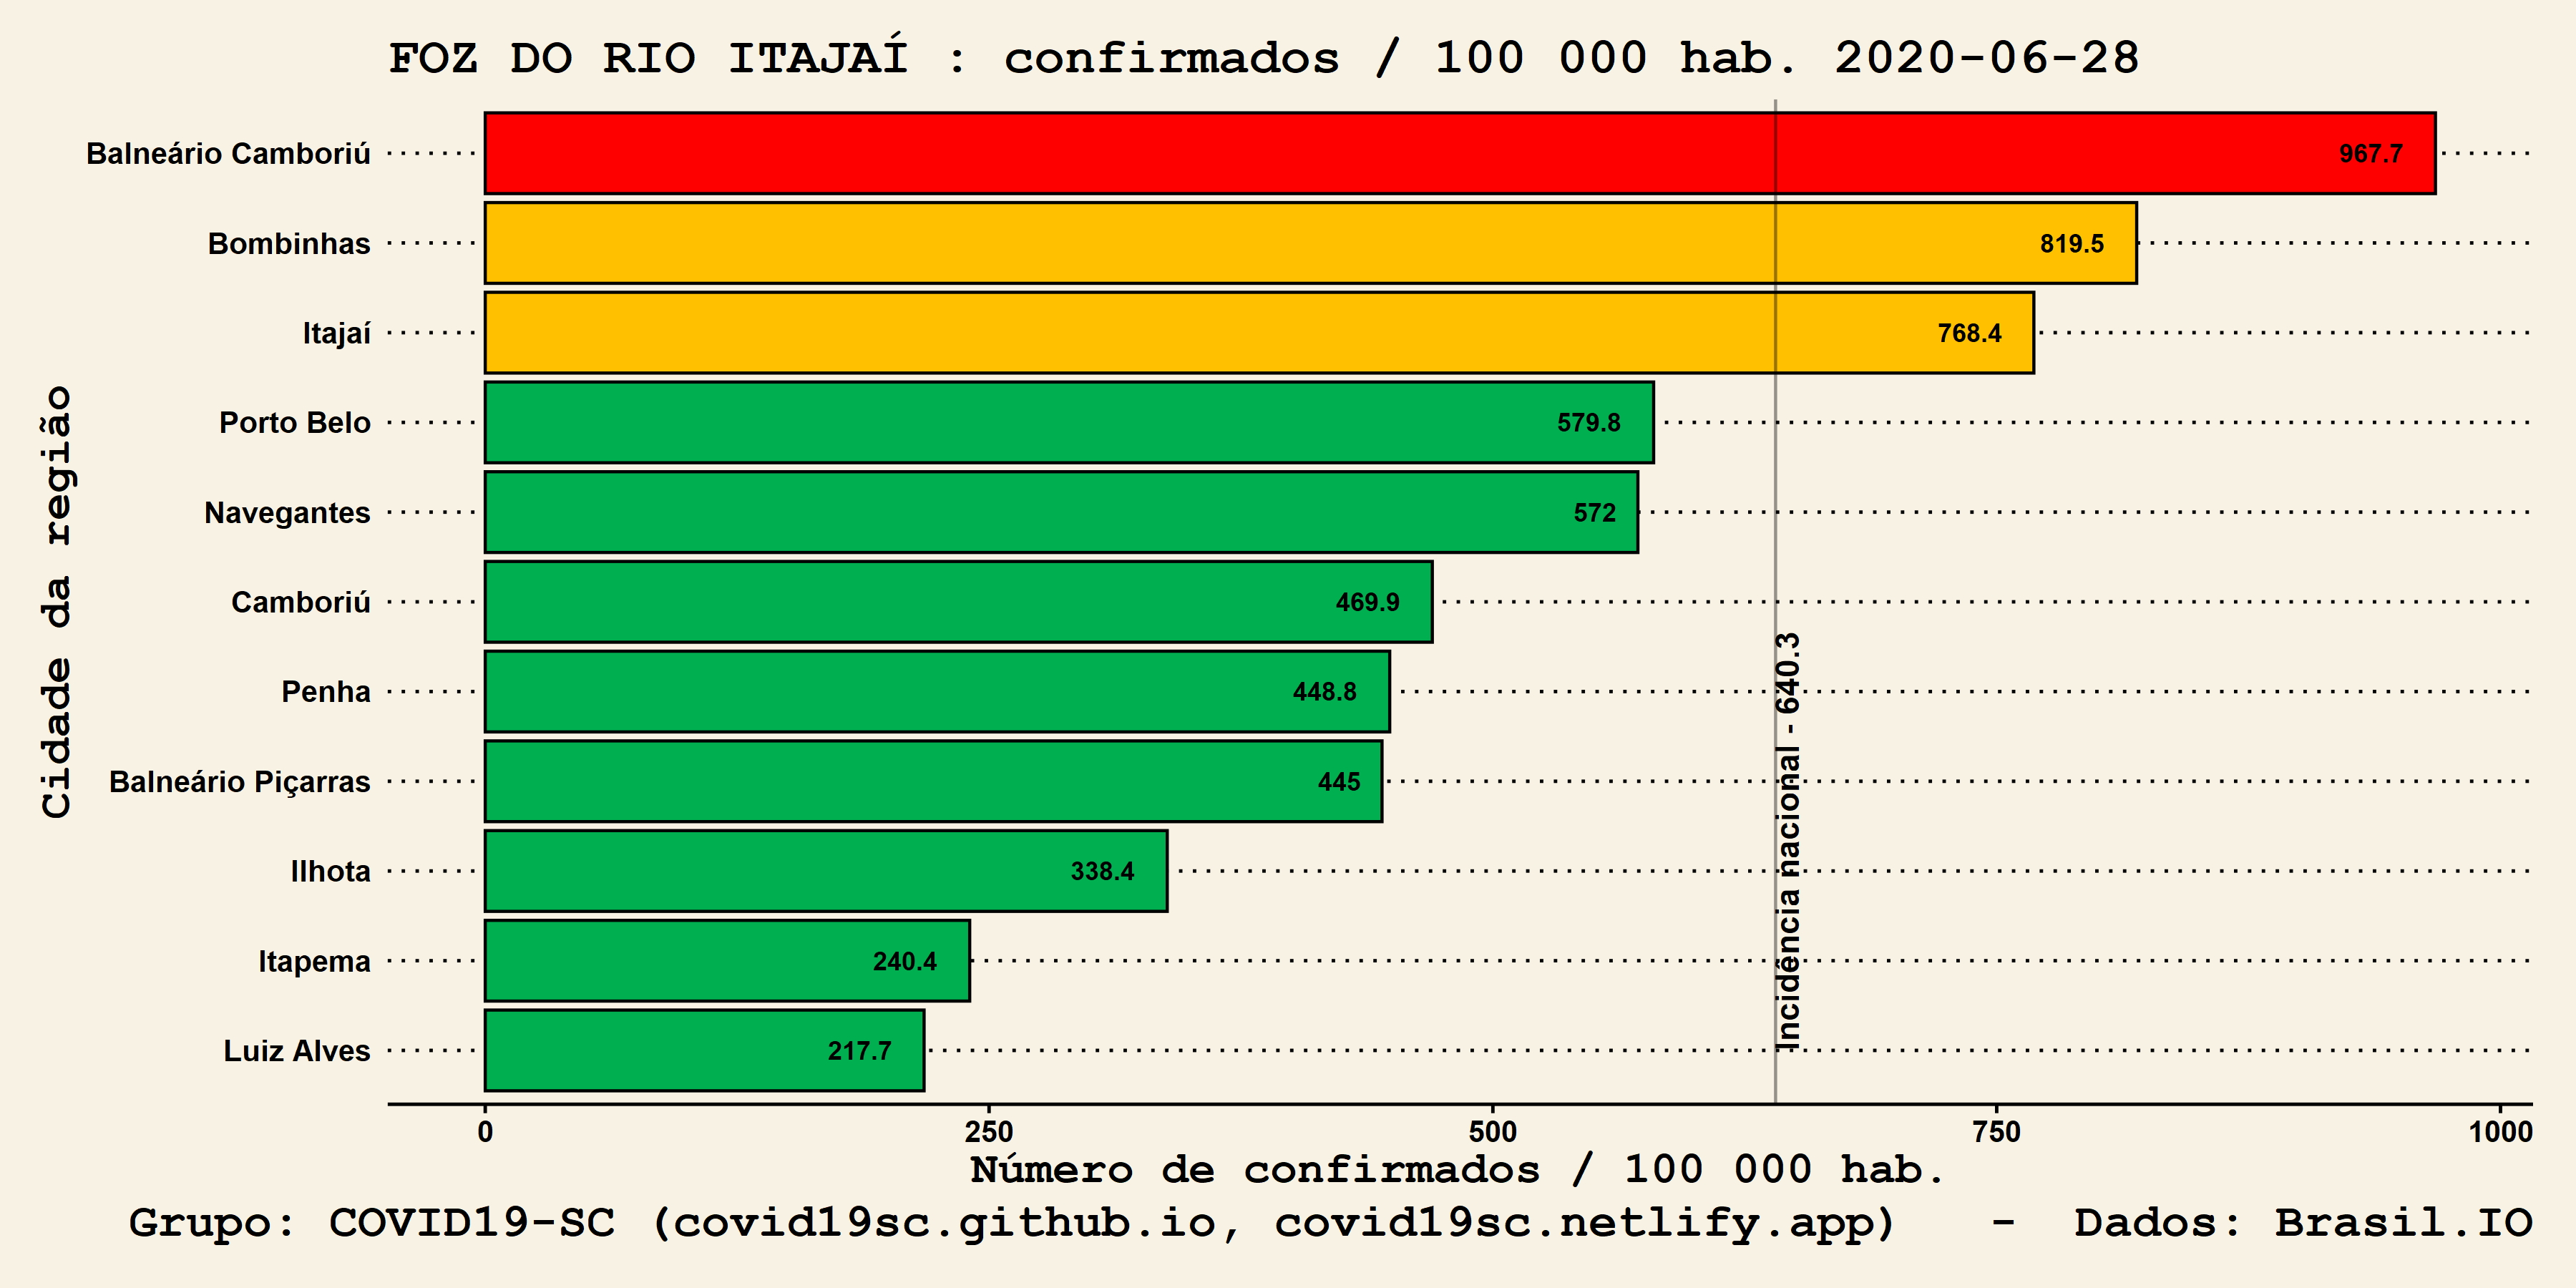 FOZ DO RIO ITAJAÍ : confirmados / 100 000 hab. 2020-06-28
Cidade da região
Balneário Camboriú 967.7
Bombinhas 819.5
Itajaí 768.4
Porto Belo 579.8
Navegantes 572
Camboriú 469.9
Penha 448.8
Balneário Piçarras 445
Ilhota 338.4
Itapema 240.4
Luiz Alves 217.7
Incidência nacional - 640.3
0 250 500 750 1000
Número de confirmados / 100 000 hab.
Grupo: COVID19-SC (covid19sc.github.io, covid19sc.netlify.app) - Dados: Brasil.IO